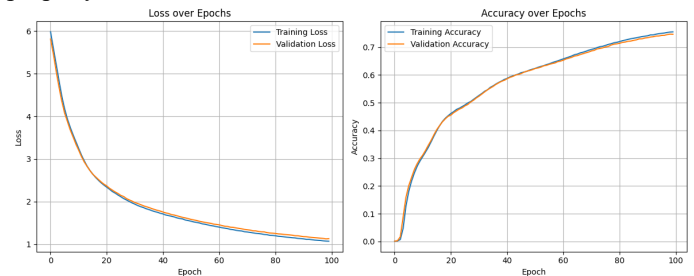 Loss over Epochs
Training Loss
Validation Loss
6
5
4
3
2
1
Loss
0 20 40 60 80 100
Epoch
Accuracy over Epochs
Training Accuracy
Validation Accuracy
0.7
0.6
0.5
0.4
0.3
0.2
0.1
0.0
Accuracy
0 20 40 60 80 100
Epoch